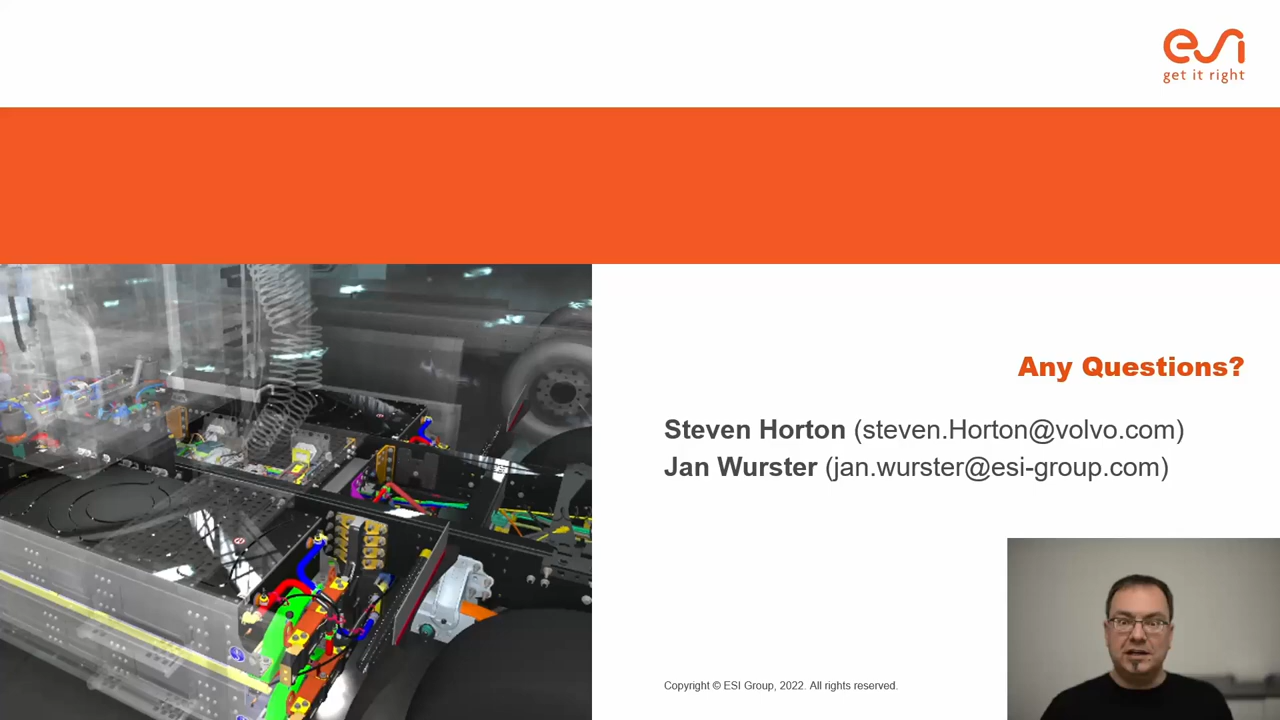 esi
get it right
Any Questions?
Steven Horton (steven.Horton@volvo.com)
Jan Wurster (jan.wurster@esi-group.com)
Copyright © ESI Group, 2022. All rights reserved.